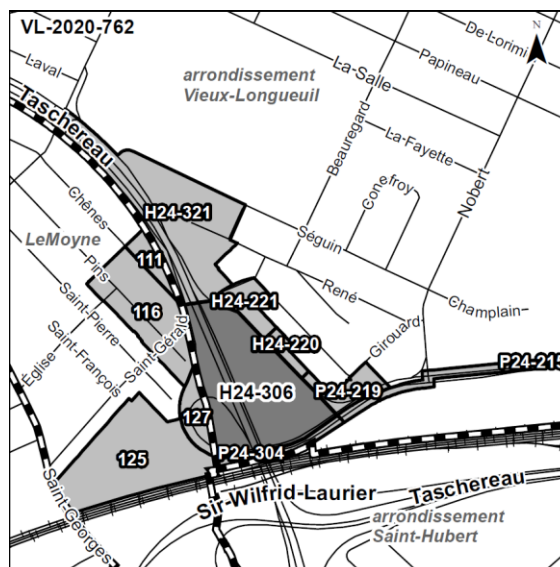 VL-2020-762
N
De-Lorimi
Laval
arrondissement
Vieux-Longueuil
La-Salle
Papineau
Taschereau
Beauregard
La-Fayette
Nobert
Chênes
Conefroy
H24-321
LeMoyne
111
Séguin
Pins
René
116
H24-221
Champlain
Saint-Pierre
Saint-Gérald
H24-220
Girouard
Saint-François
Eglise
P24-219
P24-215
H24-306
127
125
P24-304
Sir-Wilfrid-Laurier
Taschereau
Saint-Georges
arrondissement
Saint-Hubert